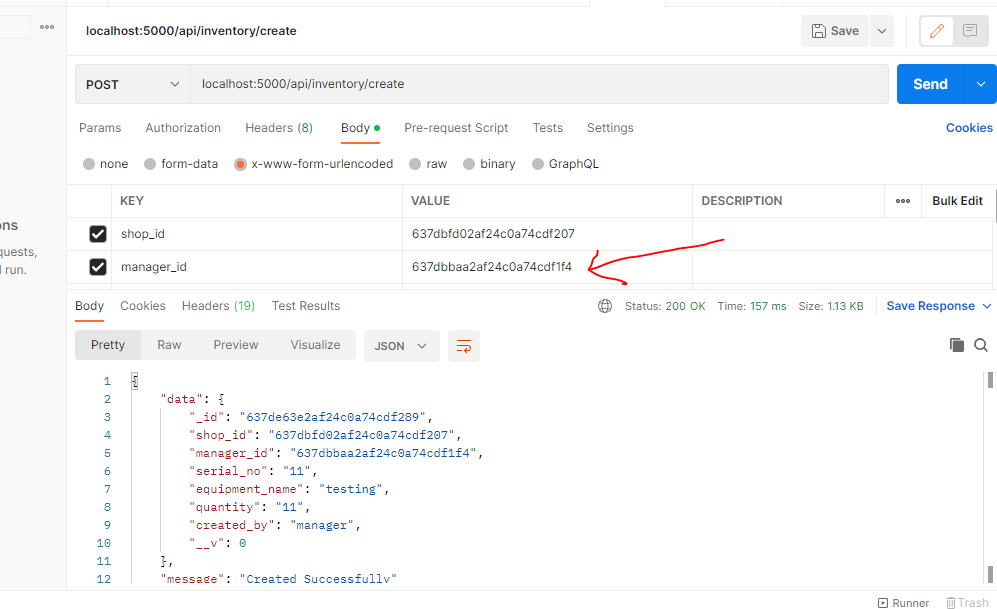 localhost:5000/api/inventory/create
Save
POST localhost:5000/api/inventory/create Send
Params Authorization Headers (8) Body Pre-request Script Tests Settings Cookies
none form-data x-www-form-urlencoded raw binary GraphQL
KEY VALUE DESCRIPTION Bulk Edit
ons
shop_id 637dbfd02af24c0a74cdf207
quests,
manager_id 637dbbaa2af24c0a74cdf1f4
run.
Body Cookies Headers (19) Test Results Status: 200 OK Time: 157 ms Size: 1.13 KB Save Response
Pretty Raw Preview Visualize JSON
1 {
2 "data": {
3 "_id": "637de63e2af24c0a74cdf289",
4 "shop_id": "637dbfd02af24c0a74cdf207",
5 "manager_id": "637dbbaa2af24c0a74cdf1f4",
6 "serial_no": "11",
7 "equipment_name": "testing",
8 "quantity": "11",
9 "created_by": "manager",
10 "__v": 0
11 },
12 "message": "Created Successfully"
Runner Trash